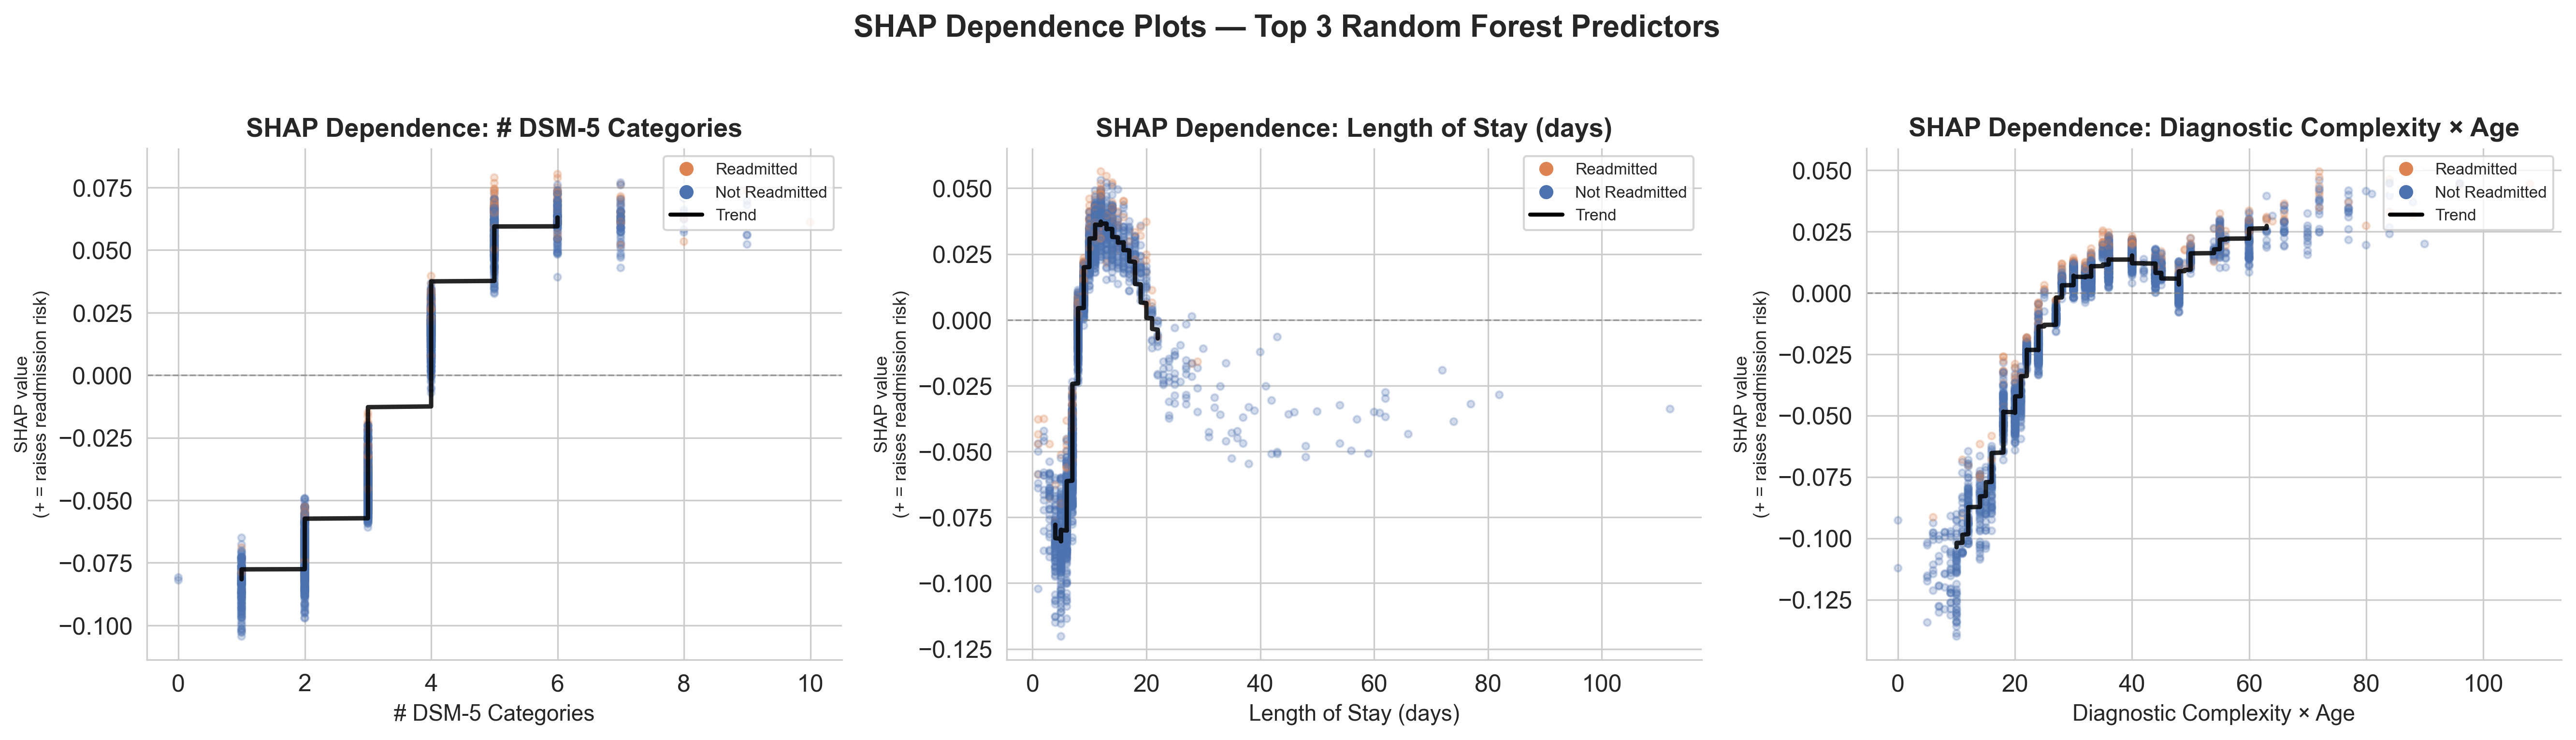 SHAP Dependence Plots — Top 3 Random Forest Predictors
SHAP Dependence: # DSM-5 Categories
Readmitted
Not Readmitted
Trend
0.075
0.050
0.025
0.000
−0.025
−0.050
−0.075
−0.100
SHAP value
(+ = raises readmission risk)
0 2 4 6 8 10
# DSM-5 Categories
SHAP Dependence: Length of Stay (days)
Readmitted
Not Readmitted
Trend
0.050
0.025
0.000
−0.025
−0.050
−0.075
−0.100
−0.125
SHAP value
(+ = raises readmission risk)
0 20 40 60 80 100
Length of Stay (days)
SHAP Dependence: Diagnostic Complexity × Age
Readmitted
Not Readmitted
Trend
0.050
0.025
0.000
−0.025
−0.050
−0.075
−0.100
−0.125
SHAP value
(+ = raises readmission risk)
0 20 40 60 80 100
Diagnostic Complexity × Age